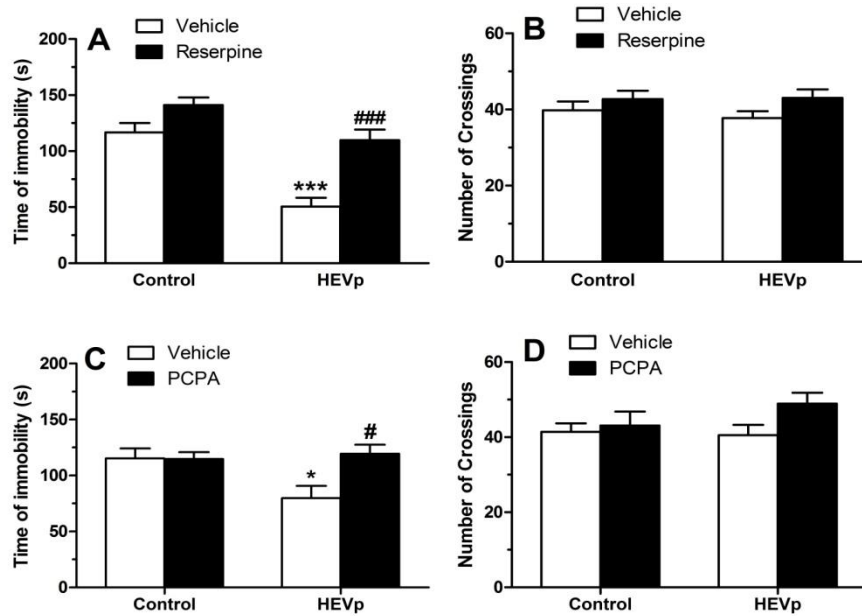 A
Vehicle
Reserpine
Time of immobility (s)
200
150
100
50
0
***
###
Control
HEVp
B
Vehicle
Reserpine
Number of Crossings
60
40
20
0
Control
HEVp
C
Vehicle
PCPA
Time of immobility (s)
200
150
100
50
0
*
#
Control
HEVp
D
Vehicle
PCPA
Number of Crossings
60
40
20
0
Control
HEVp